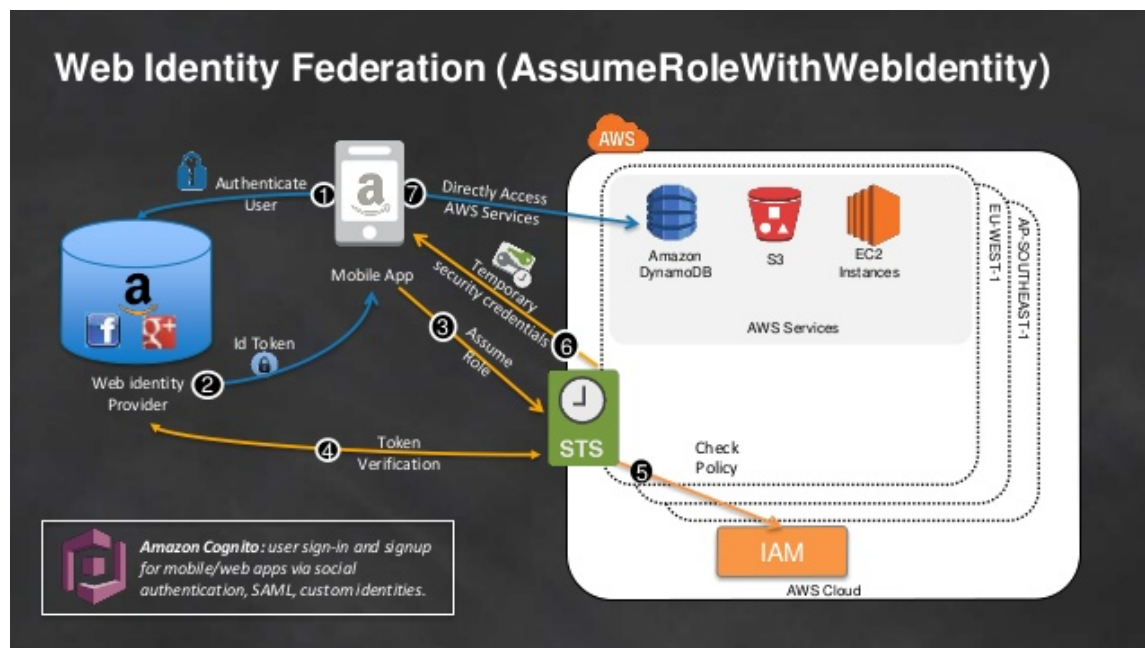 Web Identity Federation (AssumeRoleWithWebIdentity)
AWS
1
Authenticate
User
7
Directly Access
AWS Services
Mobile App
a
a
f
g+
Web identity
Provider
2
Id Token
3
Assume
Role
4
Token
Verification
Temporary
security credentials
6
STS
5
Check
Policy
IAM
Amazon
DynamoDB
S3
EC2
Instances
AWS Services
EU-WEST-1
AP-SOUTHEAST-1
AWS Cloud
Amazon Cognito: user sign-in and signup
for mobile/web apps via social
authentication, SAML, custom identities.